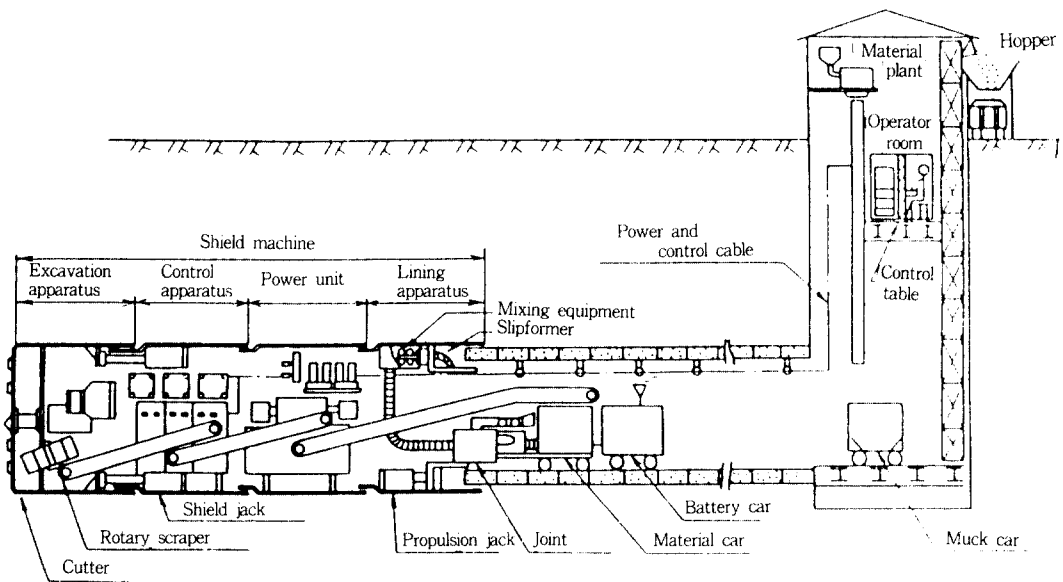 Hopper
Material
plant
Operator
room
Shield machine
Power and
control cable
Excavation
apparatus
Control
apparatus
Power unit
Lining
apparatus
Control
table
Mixing equipment
Slipformer
Shield jack
Battery car
Rotary scraper
Propulsion jack
Joint
Material car
Muck car
Cutter